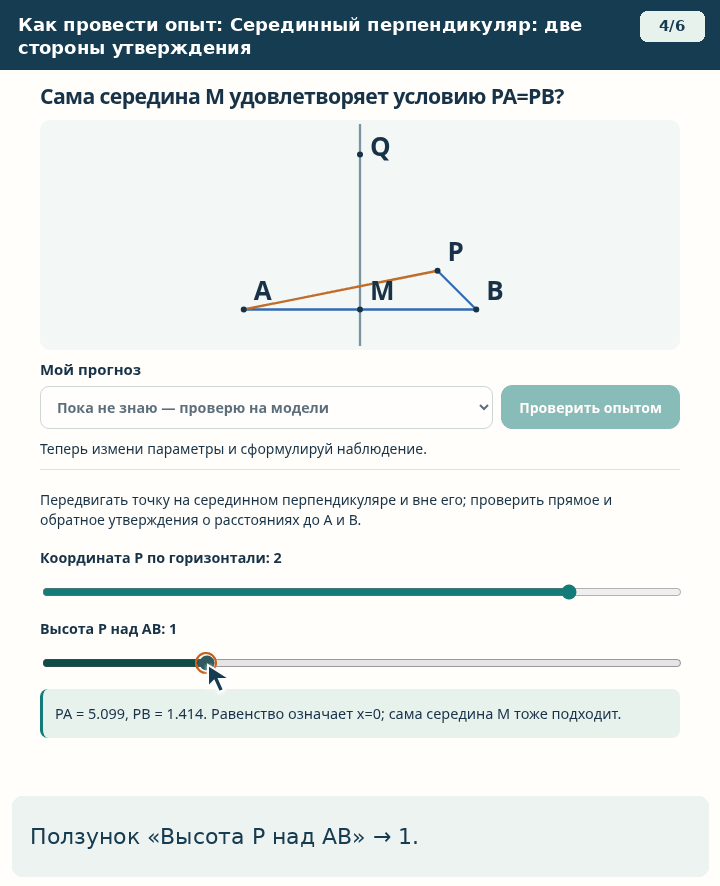 Как провести опыт: Серединный перпендикуляр: две
стороны утверждения
4/6
Сама середина M удовлетворяет условию PA=PB?
Q
P
A
M
B
Мой прогноз
Пока не знаю — проверю на модели
Проверить опытом
Теперь измени параметры и сформулируй наблюдение.
Передвигать точку на серединном перпендикуляре и вне его; проверить прямое и
обратное утверждения о расстояниях до A и B.
Координата P по горизонтали: 2
Высота P над AB: 1
PA = 5.099, PB = 1.414. Равенство означает x=0; сама середина M тоже подходит.
Ползунок «Высота P над AB» → 1.